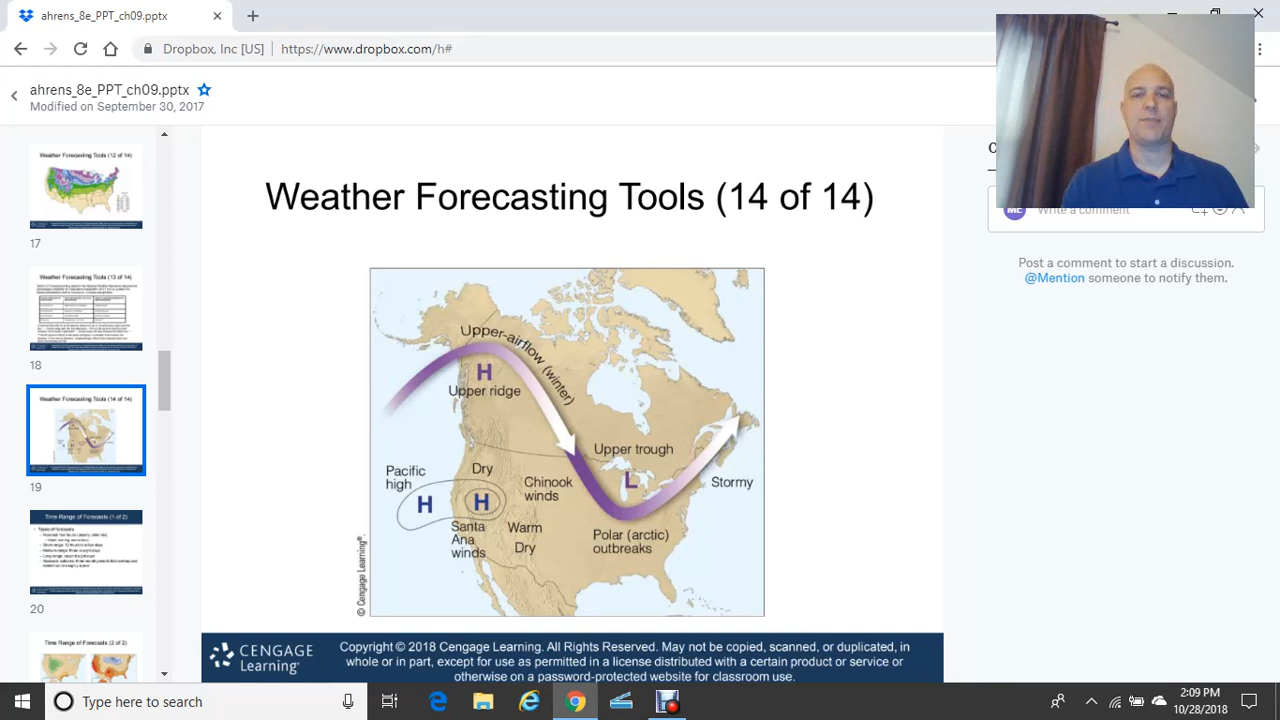 ahrens_8e_PPT_ch09.pptx
Dropbox, Inc [US] https://www.dropbox.com/h#
ahrens_8e_PPT_ch09.pptx
Modified on September 30, 2017
Weather Forecasting Tools (12 of 14)
17
Weather Forecasting Tools (13 of 14)
18
Weather Forecasting Tools (14 of 14)
19
Time Range of Forecasts (1 of 2)
20
Time Range of Forecasts (2 of 2)
Weather Forecasting Tools (14 of 14)
Upper-airflow (winter)
H
Upper ridge
Upper trough
L
Pacific
high
H
Dry
H
Chinook
winds
Stormy
Santa
Ana
winds
Warm
Dry
Polar (arctic)
outbreaks
© Cengage Learning®
CENGAGE
Learning™
Copyright © 2018 Cengage Learning. All Rights Reserved. May not be copied, scanned, or duplicated, in
whole or in part, except for use as permitted in a license distributed with a certain product or service or
otherwise on a password-protected website for classroom use.
Write a comment
Post a comment to start a discussion.
@Mention someone to notify them.
Type here to search
2:09 PM
10/28/2018